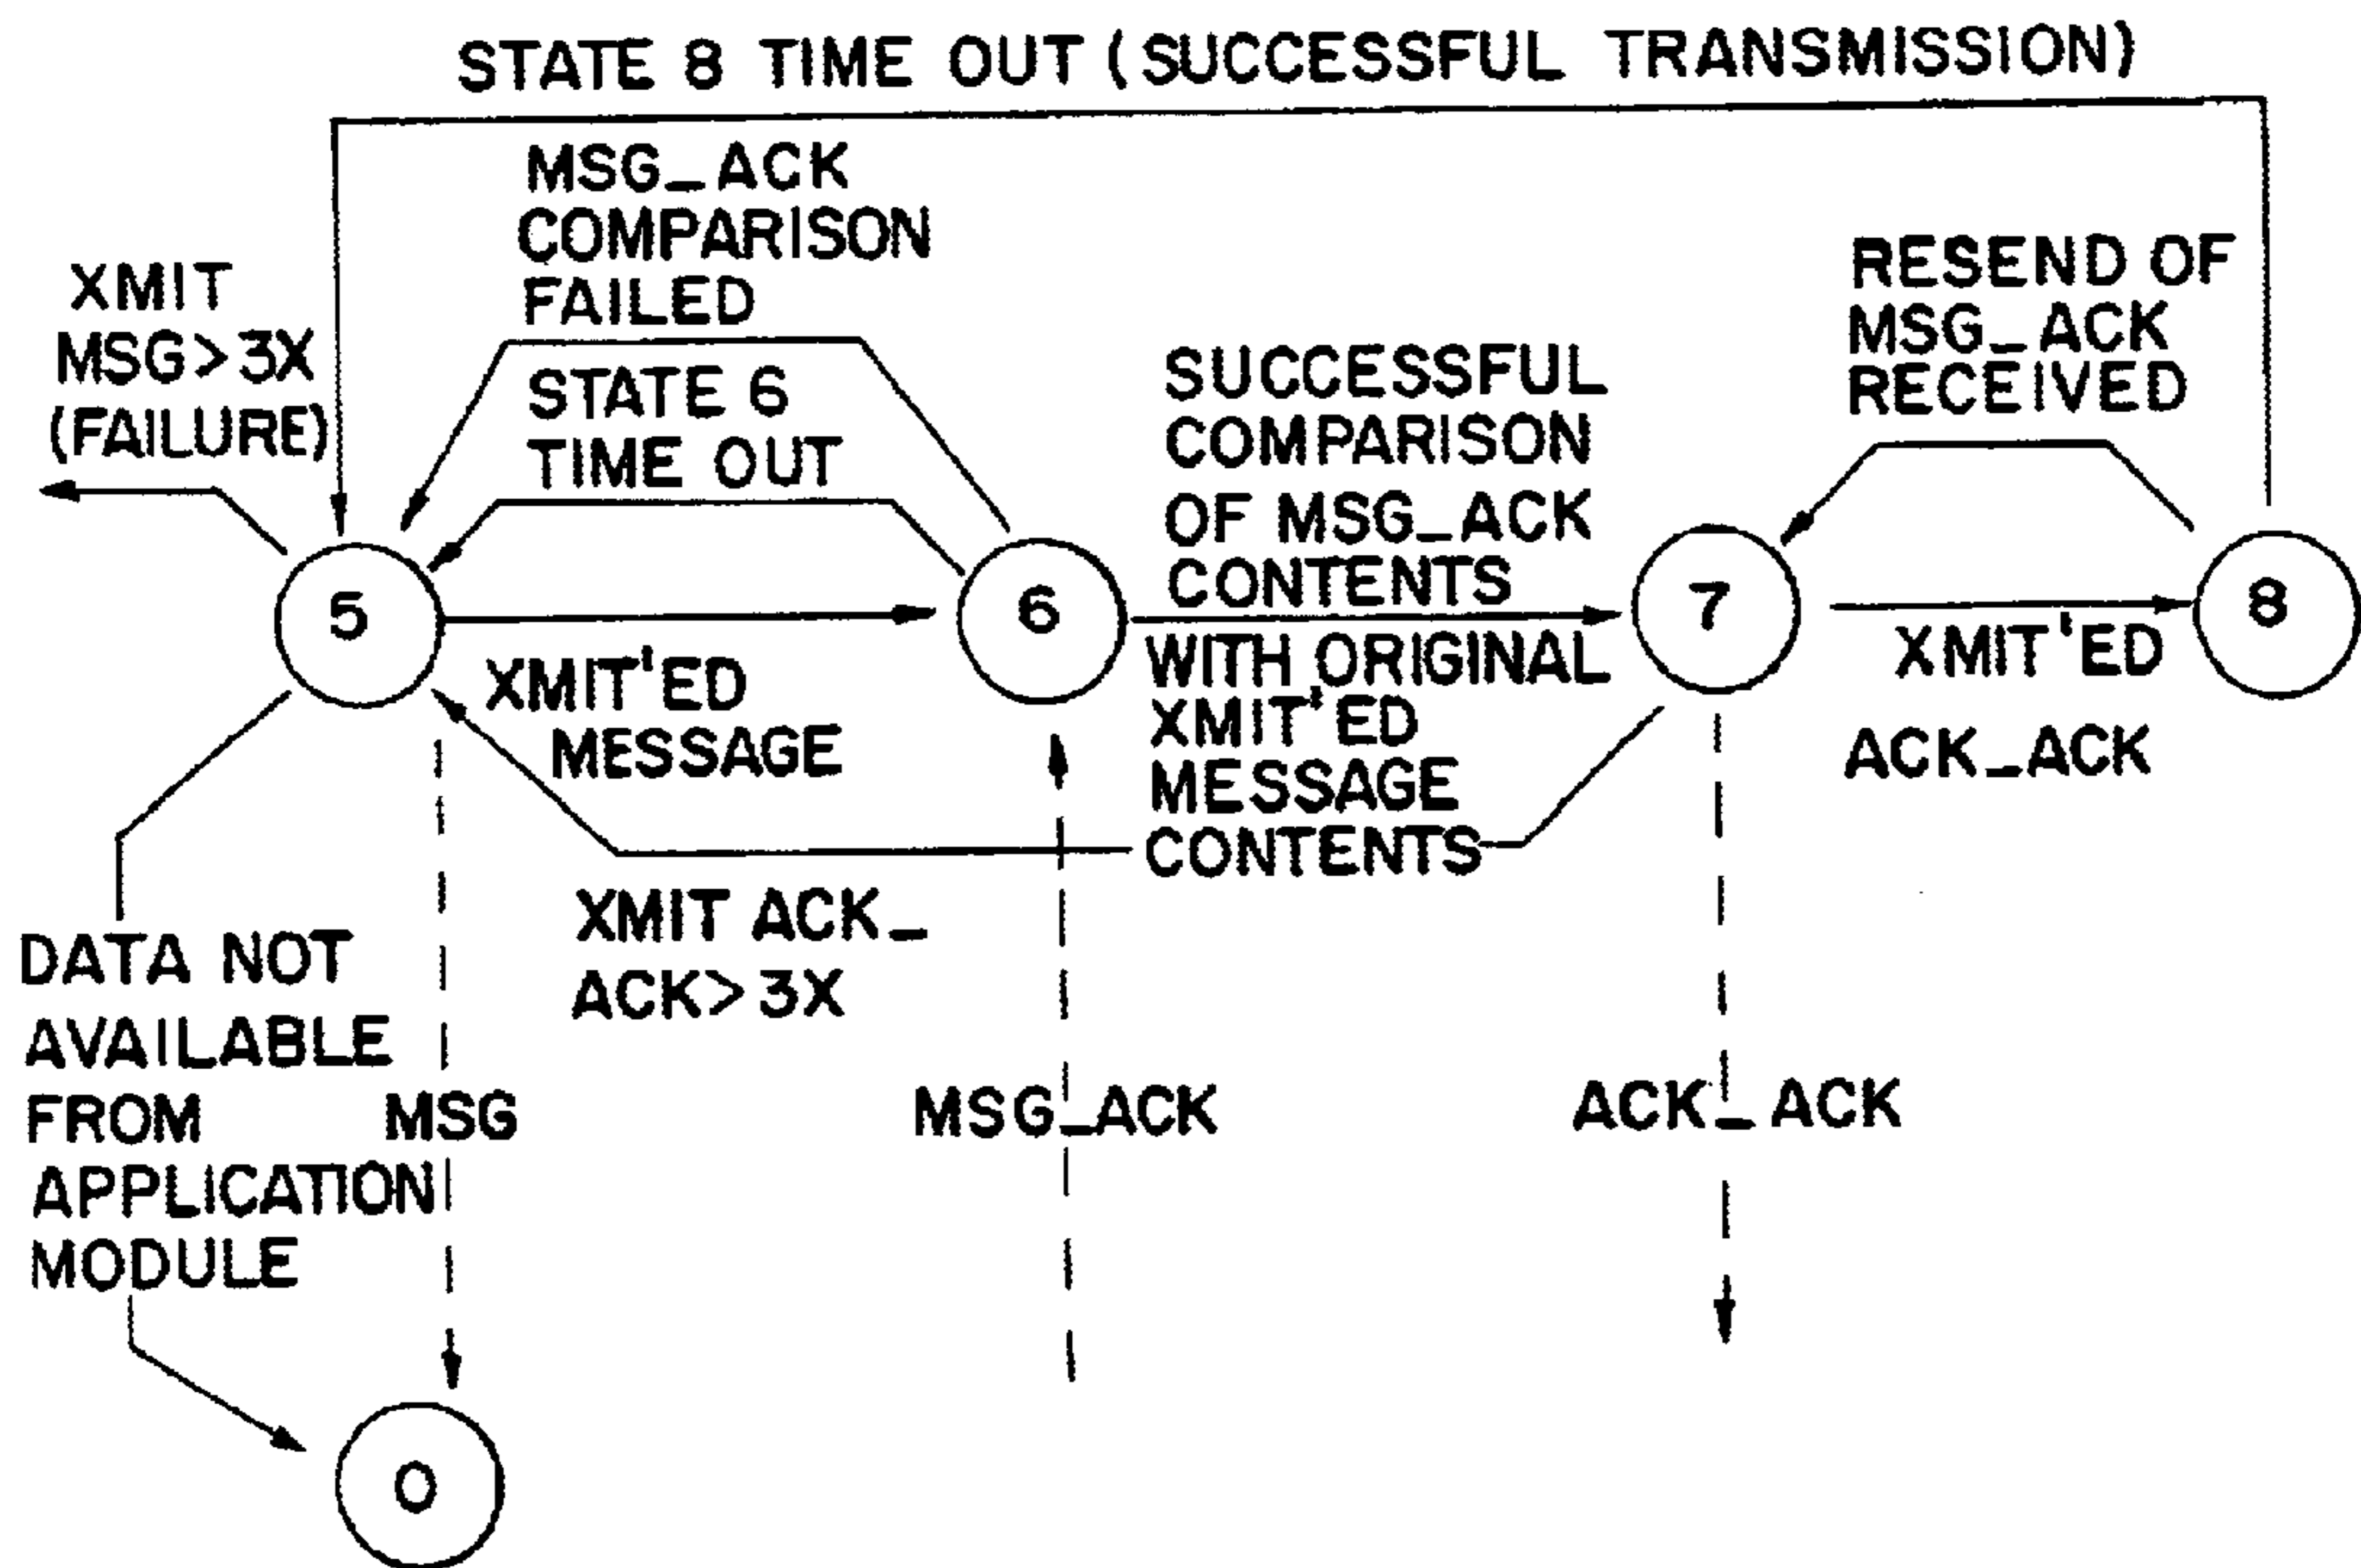 STATE 8 TIME OUT (SUCCESSFUL TRANSMISSION)
MSG_ACK
COMPARISON
FAILED
XMIT
MSG>3X
(FAILURE)
STATE 6
TIME OUT
SUCCESSFUL
COMPARISON
OF MSG_ACK
CONTENTS
WITH ORIGINAL
XMIT'ED
MESSAGE
CONTENTS
RESEND OF
MSG_ACK
RECEIVED
5
6
7
8
XMIT'ED
MESSAGE
XMIT'ED
ACK_ACK
XMIT ACK_
ACK>3X
DATA NOT
AVAILABLE
FROM
APPLICATION
MODULE
MSG
MSG_ACK
ACK_ACK
0